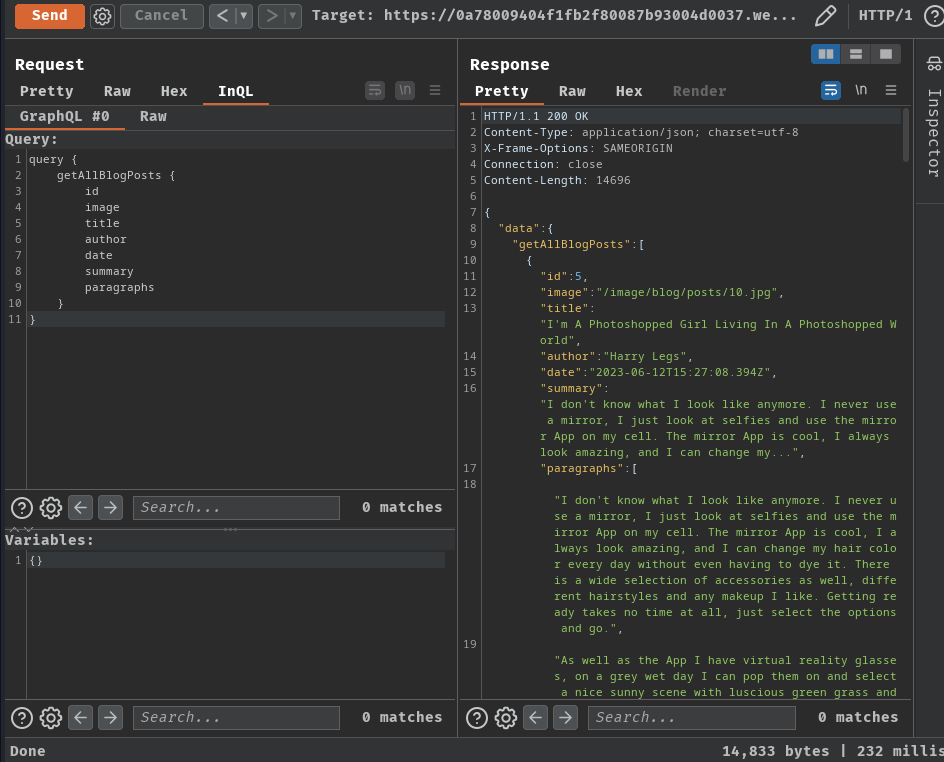 Send Cancel < ▼ > ▼ Target: https://0a78009404f1fb2f80087b93004d0037.we... HTTP/1 ?
Request
Pretty Raw Hex InQL \n
GraphQL #0 Raw
Query:
1 query {
2 getAllBlogPosts {
3 id
4 image
5 title
6 author
7 date
8 summary
9 paragraphs
10 }
11 }
? Search... 0 matches
Variables:
1 {}
? Search... 0 matches
Response
Pretty Raw Hex Render \n
1 HTTP/1.1 200 OK
2 Content-Type: application/json; charset=utf-8
3 X-Frame-Options: SAMEORIGIN
4 Connection: close
5 Content-Length: 14696
6
7 {
8 "data":{
9 "getAllBlogPosts":[
10 {
11 "id":5,
12 "image":"/image/blog/posts/10.jpg",
13 "title":
"I'm A Photoshopped Girl Living In A Photoshopped W
orld",
14 "author":"Harry Legs",
15 "date":"2023-06-12T15:27:08.394Z",
16 "summary":
"I don't know what I look like anymore. I never use
a mirror, I just look at selfies and use the mirro
r App on my cell. The mirror App is cool, I always
look amazing, and I can change my...",
17 "paragraphs":[
18
"I don't know what I look like anymore. I never u
se a mirror, I just look at selfies and use the m
irror App on my cell. The mirror App is cool, I a
lways look amazing, and I can change my hair colo
r every day without even having to dye it. There
is a wide selection of accessories as well, diffe
rent hairstyles and any makeup I like. Getting re
ady takes no time at all, just select the options
and go.",
19
"As well as the App I have virtual reality glasse
s, on a grey wet day I can pop them on and select
a nice sunny scene with luscious green grass and
? Search... 0 matches
Inspector
Done 14,833 bytes | 232 millis